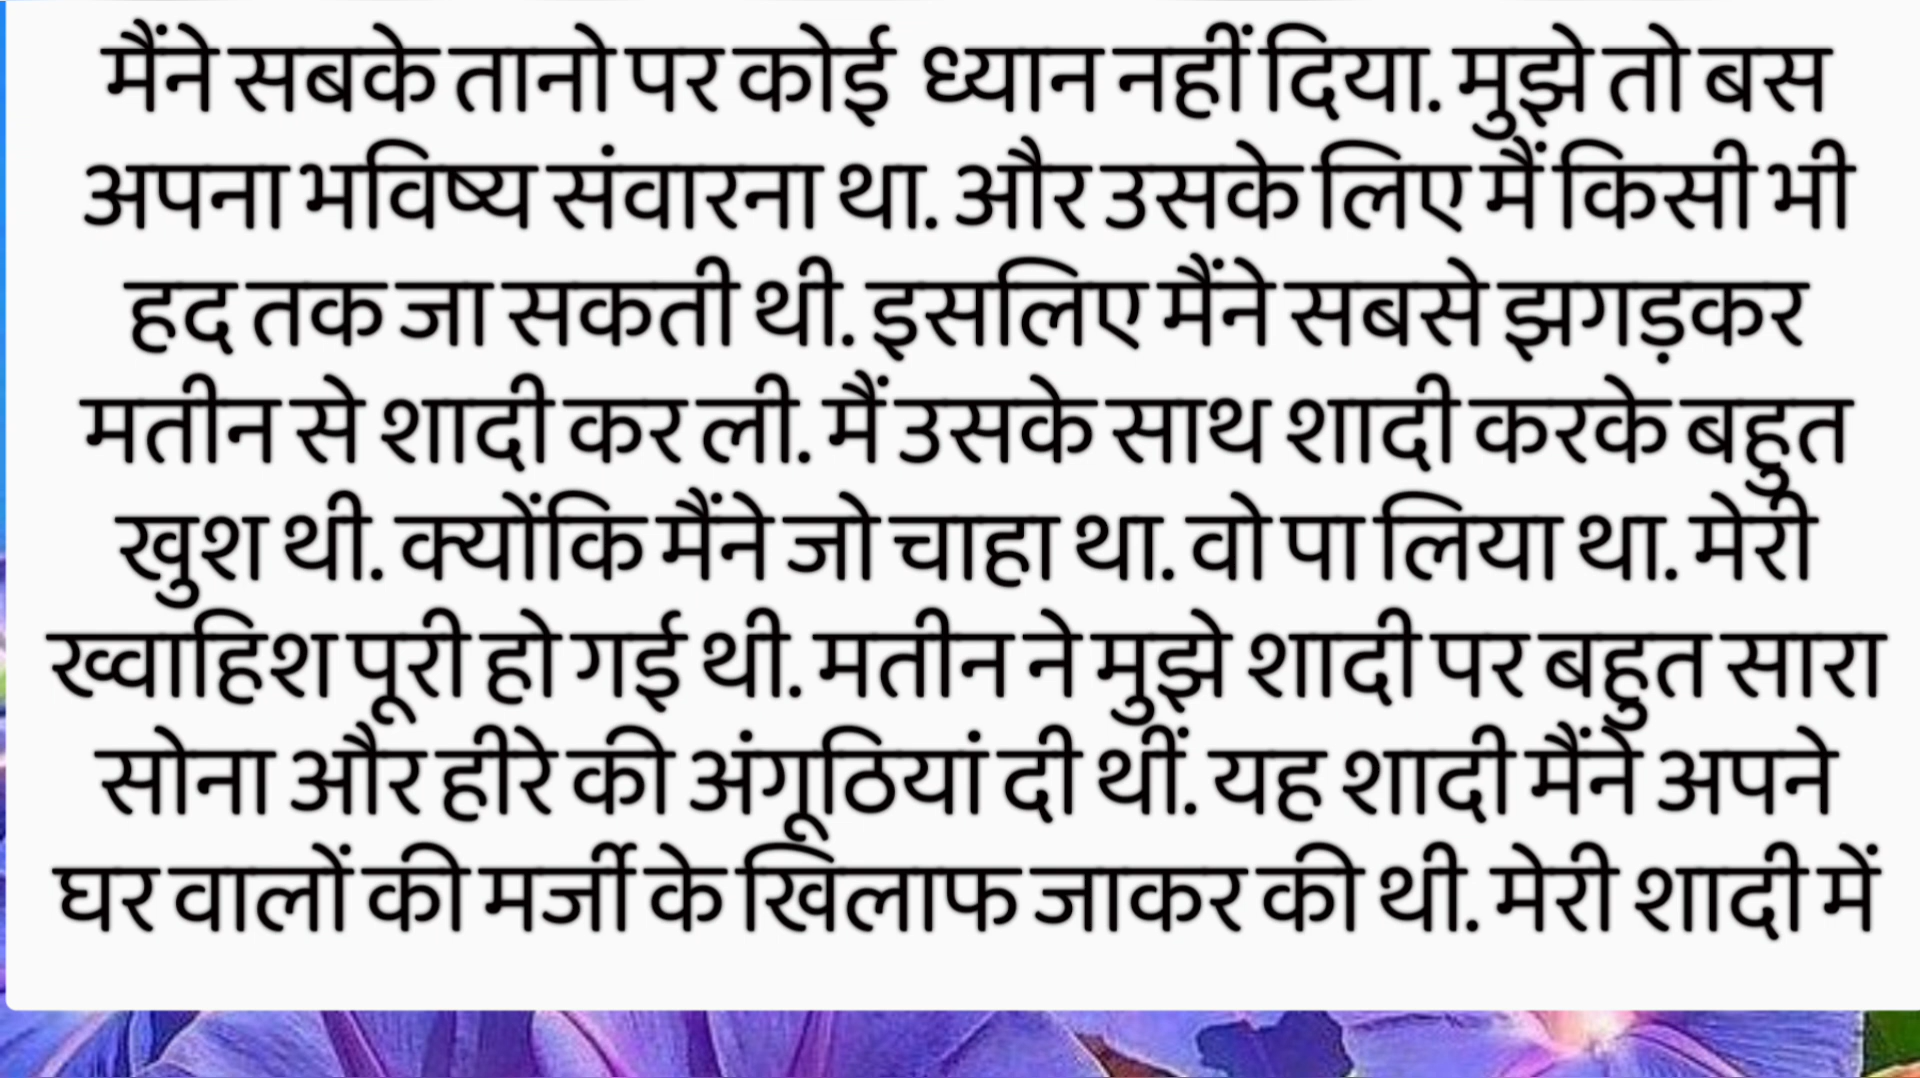 मैंने सबके तानो पर कोई ध्यान नहीं दिया. मुझे तो बस
अपना भविष्य संवारना था. और उसके लिए मैं किसी भी
हद तक जा सकती थी. इसलिए मैंने सबसे झगड़कर
मतीन से शादी कर ली. मैं उसके साथ शादी करके बहुत
खुश थी. क्योंकि मैंने जो चाहा था. वो पा लिया था. मेरी
ख्वाहिश पूरी हो गई थी. मतीन ने मुझे शादी पर बहुत सारा
सोना और हीरे की अंगूठियां दी थीं. यह शादी मैंने अपने
घर वालों की मर्जी के खिलाफ जाकर की थी. मेरी शादी में